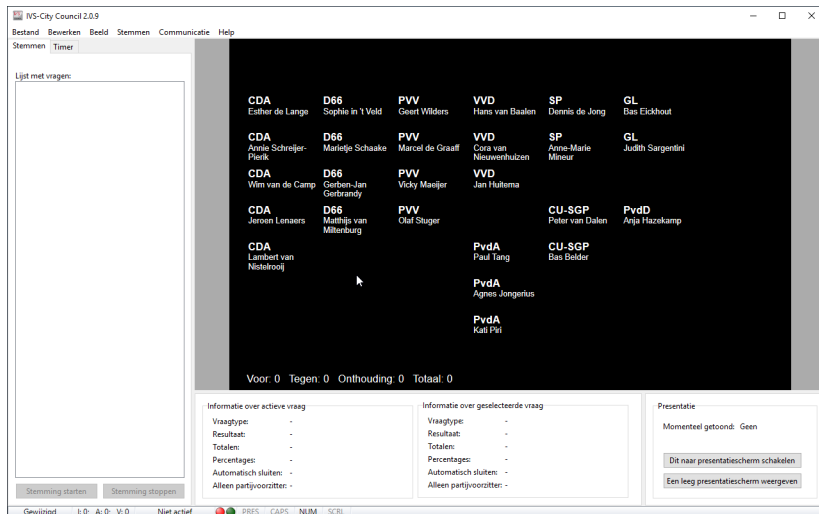 IVS-City Council 2.0.9
Bestand Bewerken Beeld Stemmen Communicatie Help
Stemmen Timer
Lijst met vragen:
CDA D66 PVV VVD SP GL
Esther de Lange Sophie in 't Veld Geert Wilders Hans van Baalen Dennis de Jong Bas Eickhout
CDA D66 PVV VVD SP GL
Annie Schreijer- Marietje Schaake Marcel de Graaff Cora van Anne-Marie Judith Sargentini
Pierik Nieuwenhuizen Mineur
CDA D66 PVV VVD
Wim van de Camp Gerben-Jan Vicky Maeijer Jan Huitema
Gerbrandy
CDA D66 PVV CU-SGP PvdD
Jeroen Lenaers Matthijs van Olaf Stuger Peter van Dalen Anja Hazekamp
Miltenburg
CDA PvdA CU-SGP
Lambert van Paul Tang Bas Belder
Nistelrooij
PvdA
Agnes Jongerius
PvdA
Kati Piri
Voor: 0 Tegen: 0 Onthouding: 0 Totaal: 0
Informatie over actieve vraag
Vraagtype: -
Resultaat: -
Totalen: -
Percentages: -
Automatisch sluiten: -
Alleen partijvoorzitter: -
Informatie over geselecteerde vraag
Vraagtype: -
Resultaat: -
Totalen: -
Percentages: -
Automatisch sluiten: -
Alleen partijvoorzitter: -
Presentatie
Momenteel getoond: Geen
Dit naar presentatiescherm schakelen
Een leeg presentatiescherm weergeven
Stemming starten Stemming stoppen
Gewijzigd I: 0; A: 0; V: 0 Niet actief PRES CAPS NUM SCRL